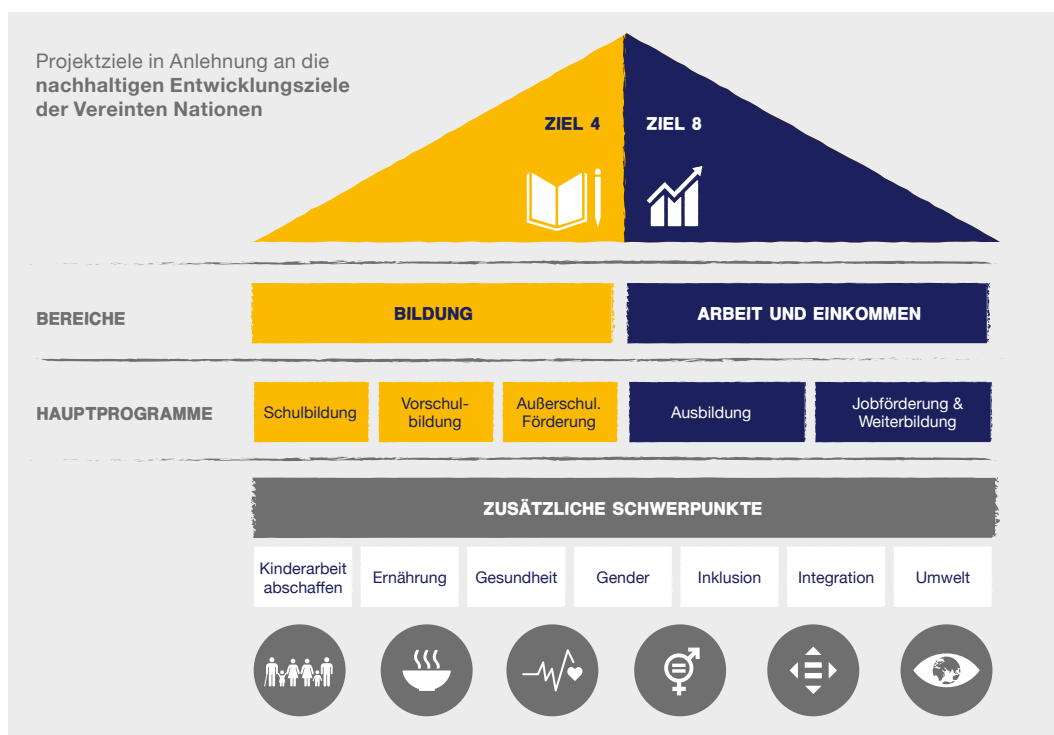 Projektziele in Anlehnung an die
nachhaltigen Entwicklungsziele
der Vereinten Nationen
ZIEL 4
ZIEL 8
BEREICHE
BILDUNG
ARBEIT UND EINKOMMEN
HAUPTPROGRAMME
Schulbildung
Vorschul-
bildung
Außerschul.
Förderung
Ausbildung
Jobförderung &
Weiterbildung
ZUSÄTZLICHE SCHWERPUNKTE
Kinderarbeit
abschaffen
Ernährung
Gesundheit
Gender
Inklusion
Integration
Umwelt